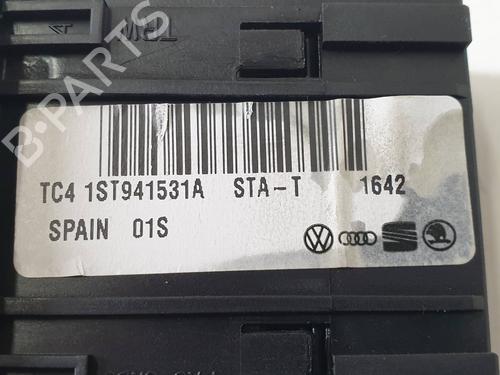 B-PARTS
TC4 1ST941531A STA-T 1642
SPAIN 01S